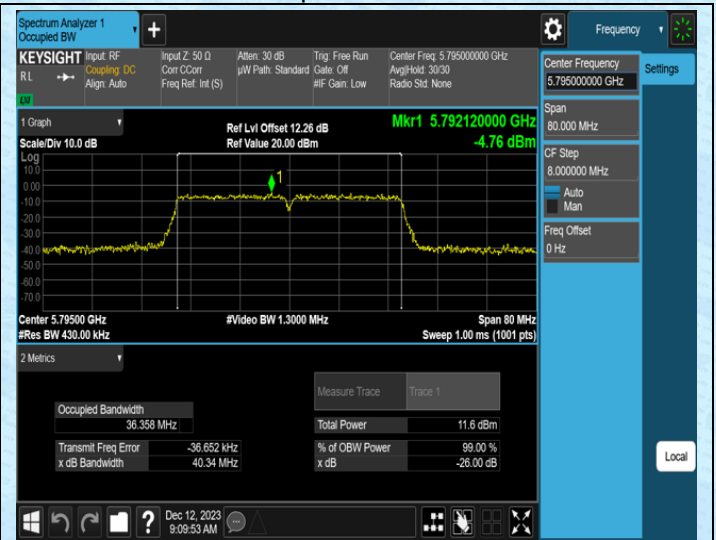 Spectrum Analyzer 1
Occupied BW
+
Frequency
KEYSIGHT
R L
LXI
Input: RF
Coupling: DC
Align: Auto
Input Z: 50 Ω
Corr CCorr
Freq Ref: Int (S)
Atten: 30 dB
µW Path: Standard
Trig: Free Run
Gate: Off
#IF Gain: Low
Center Freq: 5.795000000 GHz
Avg|Hold: 30/30
Radio Std: None
Center Frequency
5.795000000 GHz
Settings
Span
80.000 MHz
CF Step
8.000000 MHz
Auto
Man
Freq Offset
0 Hz
1 Graph
Scale/Div 10.0 dB
Ref Lvl Offset 12.26 dB
Ref Value 20.00 dBm
Mkr1 5.792120000 GHz
-4.76 dBm
Log
10.0
0.00
-10.0
-20.0
-30.0
-40.0
-50.0
-60.0
-70.0
1
Center 5.79500 GHz
#Res BW 430.00 kHz
#Video BW 1.3000 MHz
Span 80 MHz
Sweep 1.00 ms (1001 pts)
2 Metrics
Measure Trace Trace 1
Occupied Bandwidth
36.358 MHz
Total Power 11.6 dBm
Transmit Freq Error -36.652 kHz
% of OBW Power 99.00 %
x dB Bandwidth 40.34 MHz
x dB -26.00 dB
Local
?
Dec 12, 2023
9:09:53 AM